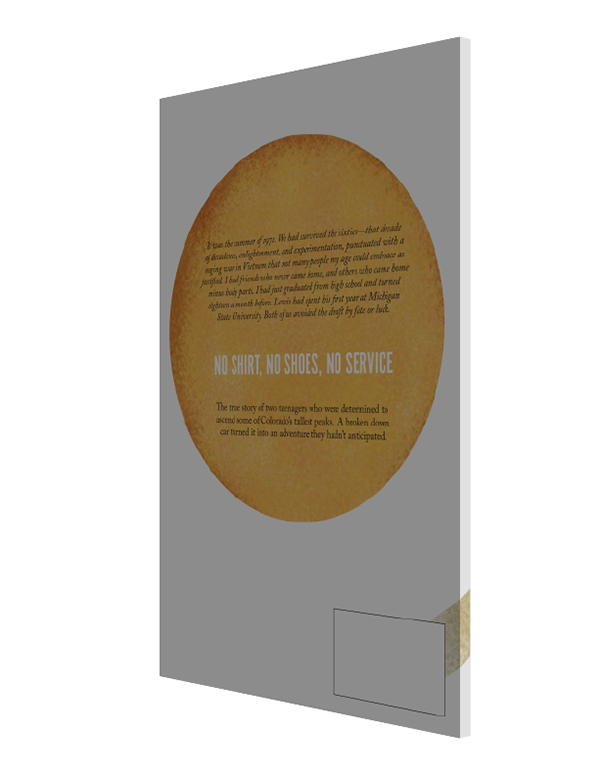 It was the summer of 1972. We had survived the sixties—that decade
of decadence, enlightenment, and experimentation, punctuated with a
raging war in Vietnam that not many people my age could embrace as
justified. I had friends who never came home, and others who came home
minus body parts. I had just graduated from high school and turned
eighteen a month before. Lewis had spent his first year at Michigan
State University. Both of us avoided the draft by fate or luck.
NO SHIRT, NO SHOES, NO SERVICE
The true story of two teenagers who were determined to
ascend some of Colorado's tallest peaks. A broken down
car turned it into an adventure they hadn't anticipated.